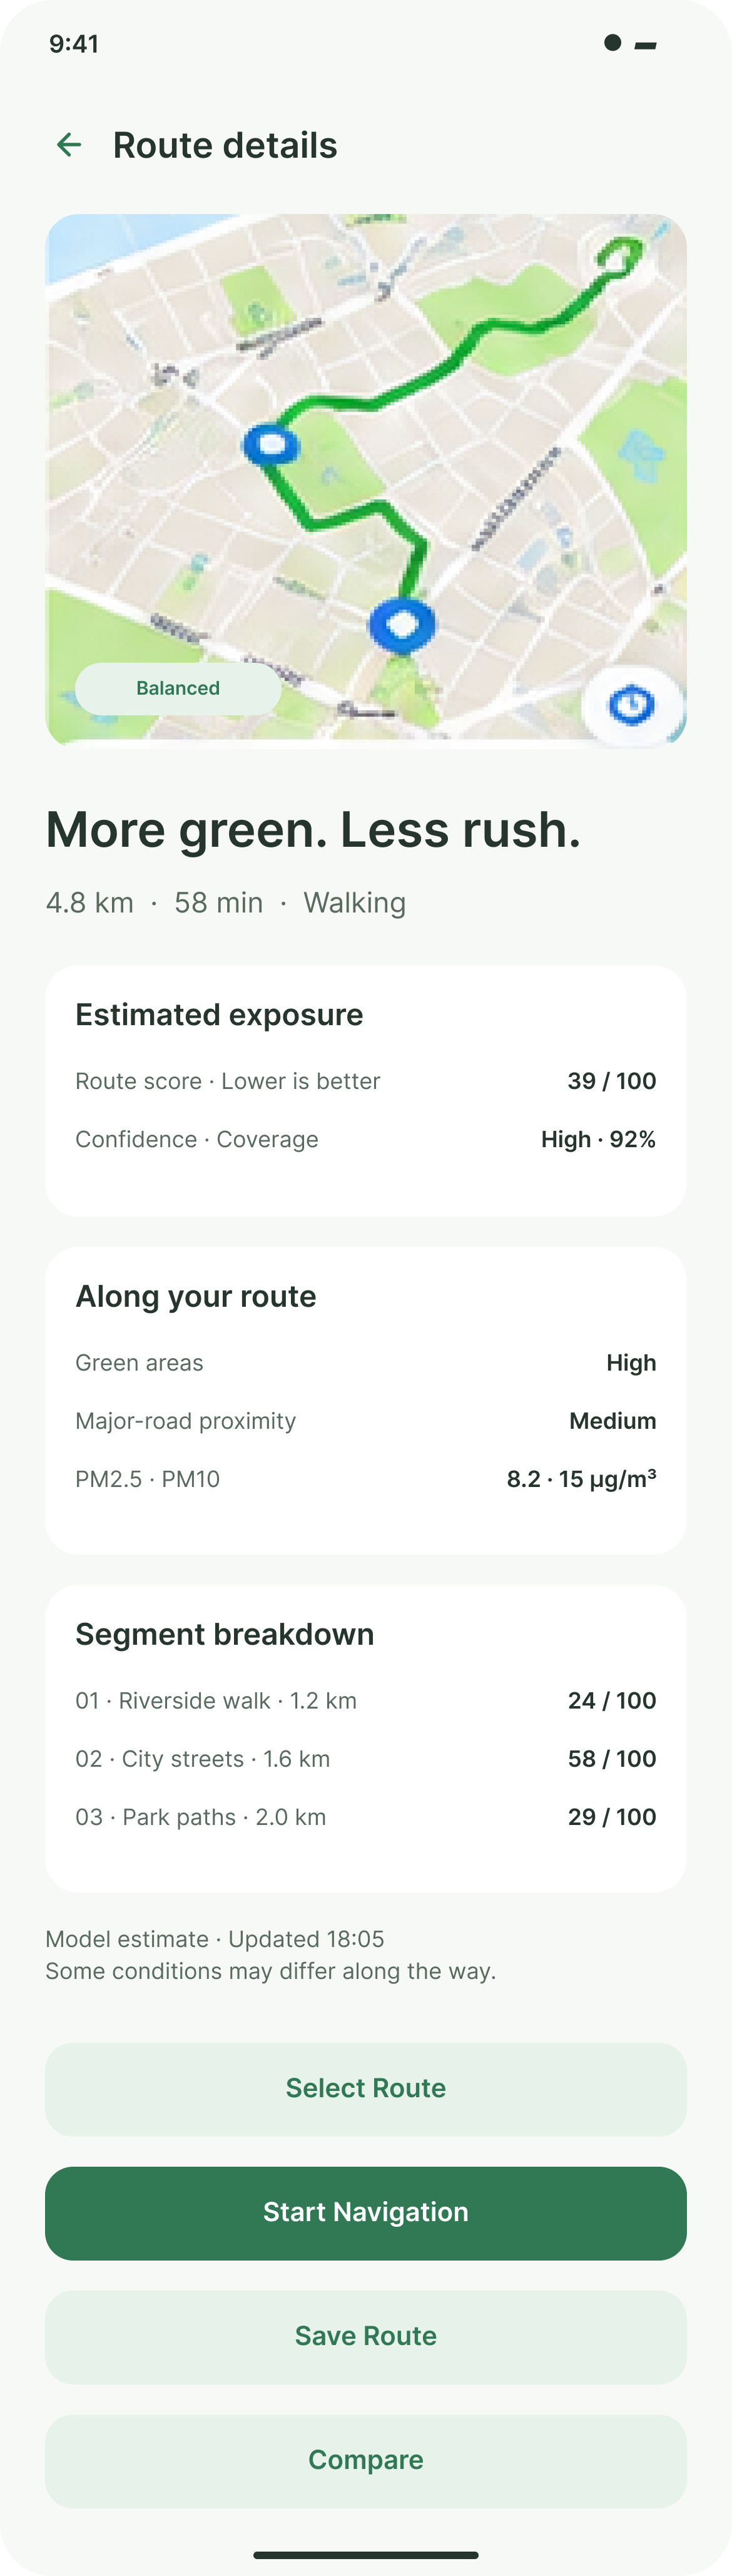 9:41
Route details
Balanced
More green. Less rush.
4.8 km · 58 min · Walking
Estimated exposure
Route score · Lower is better 39 / 100
Confidence · Coverage High · 92%
Along your route
Green areas High
Major-road proximity Medium
PM2.5 · PM10 8.2 · 15 µg/m³
Segment breakdown
01 · Riverside walk · 1.2 km 24 / 100
02 · City streets · 1.6 km 58 / 100
03 · Park paths · 2.0 km 29 / 100
Model estimate · Updated 18:05
Some conditions may differ along the way.
Select Route
Start Navigation
Save Route
Compare